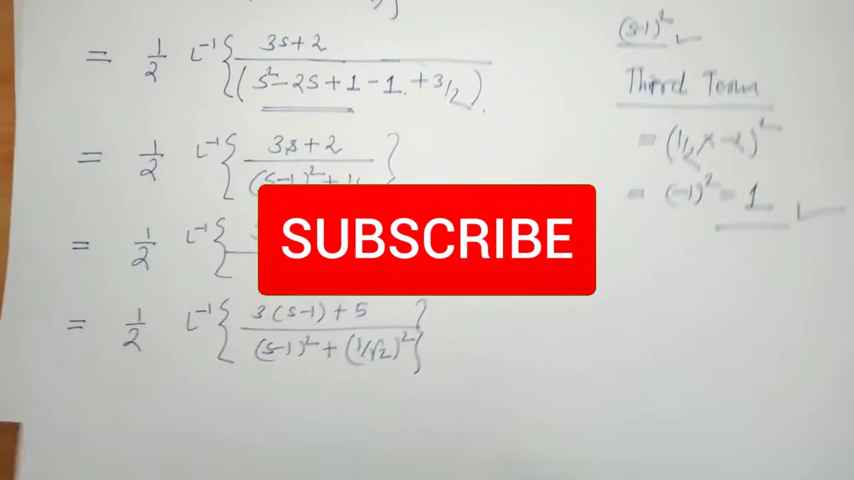 = 1/2 L⁻¹{ 3s+2 / (s²-2s+1-1+3/2)
= 1/2 L⁻¹{ 3s+2 / (s-1)²+ }
= 1/2 L⁻¹{
SUBSCRIBE
= 1/2 L⁻¹{ 3(s-1)+5 / (s-1)²+(1/√2)² }
(s-1)²
Third Term
= (1/2 × -2)²
= (-1)² = 1